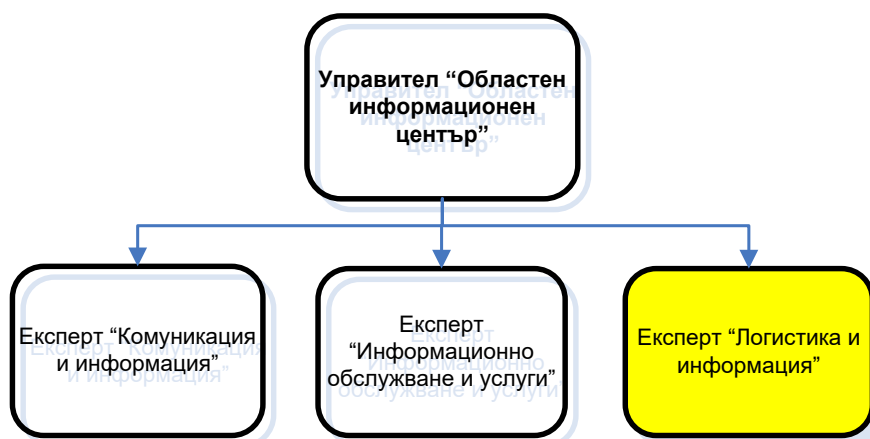 Управител “Областен
информационен
център”
Експерт “Комуникация
и информация”
Експерт
“Информационно
обслужване и услуги”
Експерт “Логистика и
информация”